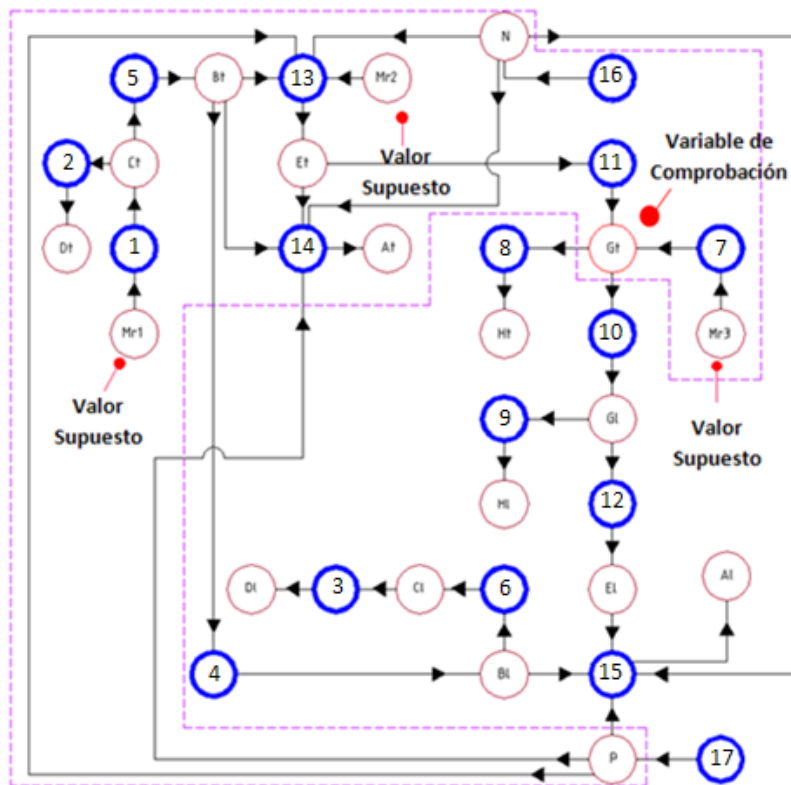 N
5
Bt
13
Mr2
16
2
Ct
Et
Valor
Supuesto
11
Variable de
Comprobación
1
Dt
14
At
8
Gt
7
Mr1
Ht
10
Mr3
Valor
Supuesto
9
Gl
Valor
Supuesto
Hl
12
Dl
3
Cl
6
El
Al
4
Bl
15
P
17